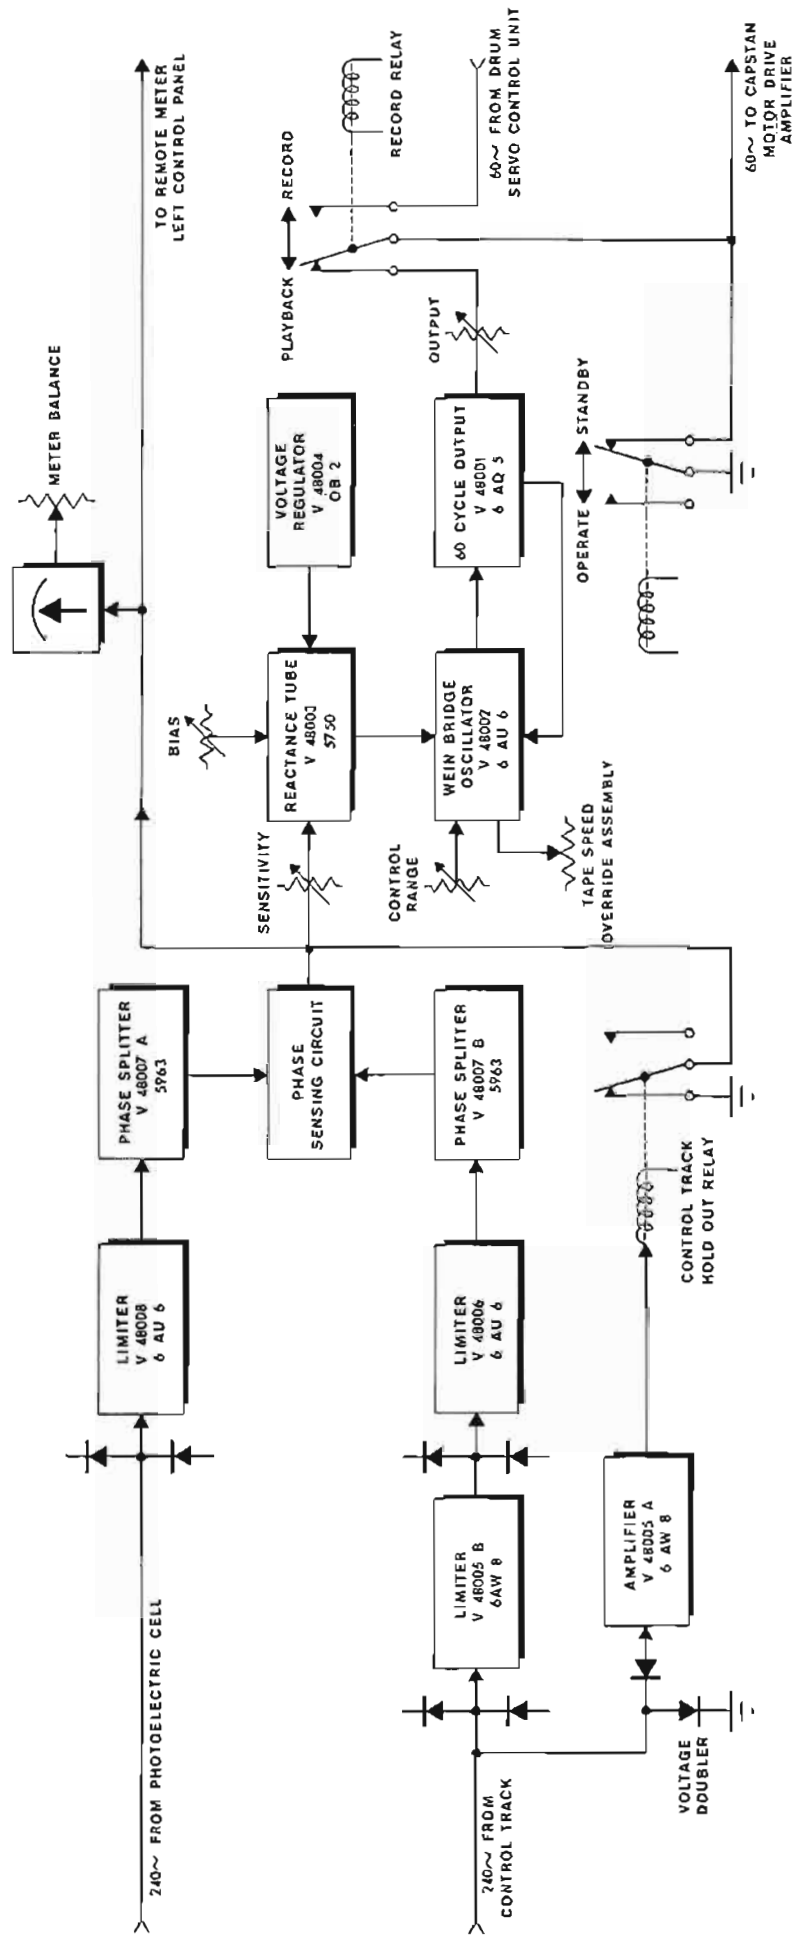 240~ FROM PHOTOELECTRIC CELL
LIMITER
V 48008
6 AU 6
PHASE SPLITTER
V 48007 A
5963
METER BALANCE
TO REMOTE METER
LEFT CONTROL PANEL
PHASE
SENSING CIRCUIT
SENSITIVITY
BIAS
REACTANCE TUBE
V 48003
5750
VOLTAGE
REGULATOR
V 48004
OB 2
PLAYBACK
RECORD
RECORD RELAY
240~ FROM
CONTROL TRACK
LIMITER
V 48005 B
6AW 8
LIMITER
V 48006
6 AU 6
PHASE SPLITTER
V 48007 B
5963
CONTROL
RANGE
WEIN BRIDGE
OSCILLATOR
V 48002
6 AU 6
60 CYCLE OUTPUT
V 48001
6 AQ 5
OUTPUT
60~ FROM DRUM
SERVO CONTROL UNIT
VOLTAGE
DOUBLER
AMPLIFIER
V 48005 A
6 AW 8
CONTROL TRACK
HOLD OUT RELAY
TAPE SPEED
OVERRIDE ASSEMBLY
OPERATE
STANDBY
60~ TO CAPSTAN
MOTOR DRIVE
AMPLIFIER